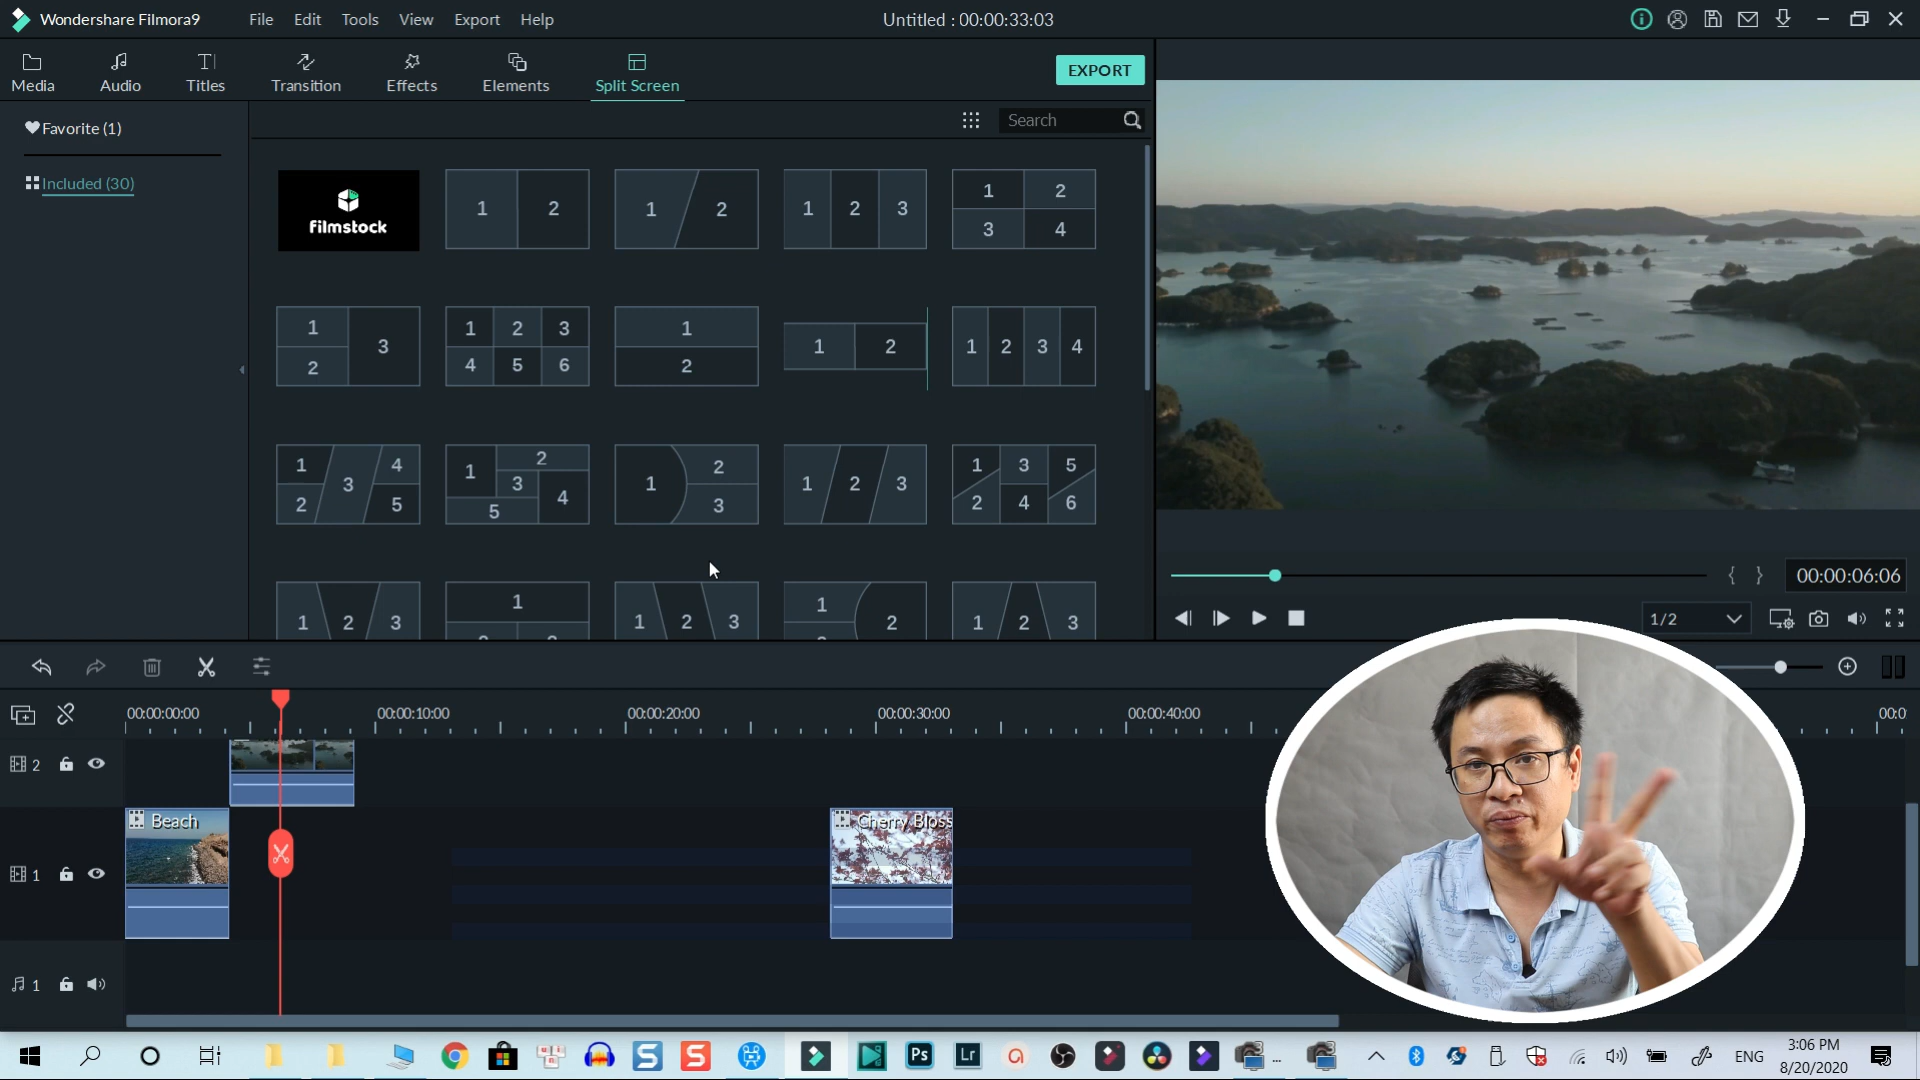 Wondershare Filmora9 File Edit Tools View Export Help Untitled : 00:00:33:03
Media Audio Titles Transition Effects Elements Split Screen EXPORT
Favorite (1)
Search
Included (30)
filmstock
1 2
1 2
1 2 3
1 2
3 4
1
2 3
1 2 3
4 5 6
1
2
1 2
1 2 3 4
1 4
3
2 5
1 2
3 4
5
1 2
3
1 2 3
1 3 5
2 4 6
1 2 3
1
1 2 3
1
2
1 2 3
00:00:06:06
1/2
00:00:00:00 00:00:10:00 00:00:20:00 00:00:30:00 00:00:40:00 00:0
2
Beach
Cherry Bloss
1
1
Ps Lr ENG
3:06 PM
8/20/2020